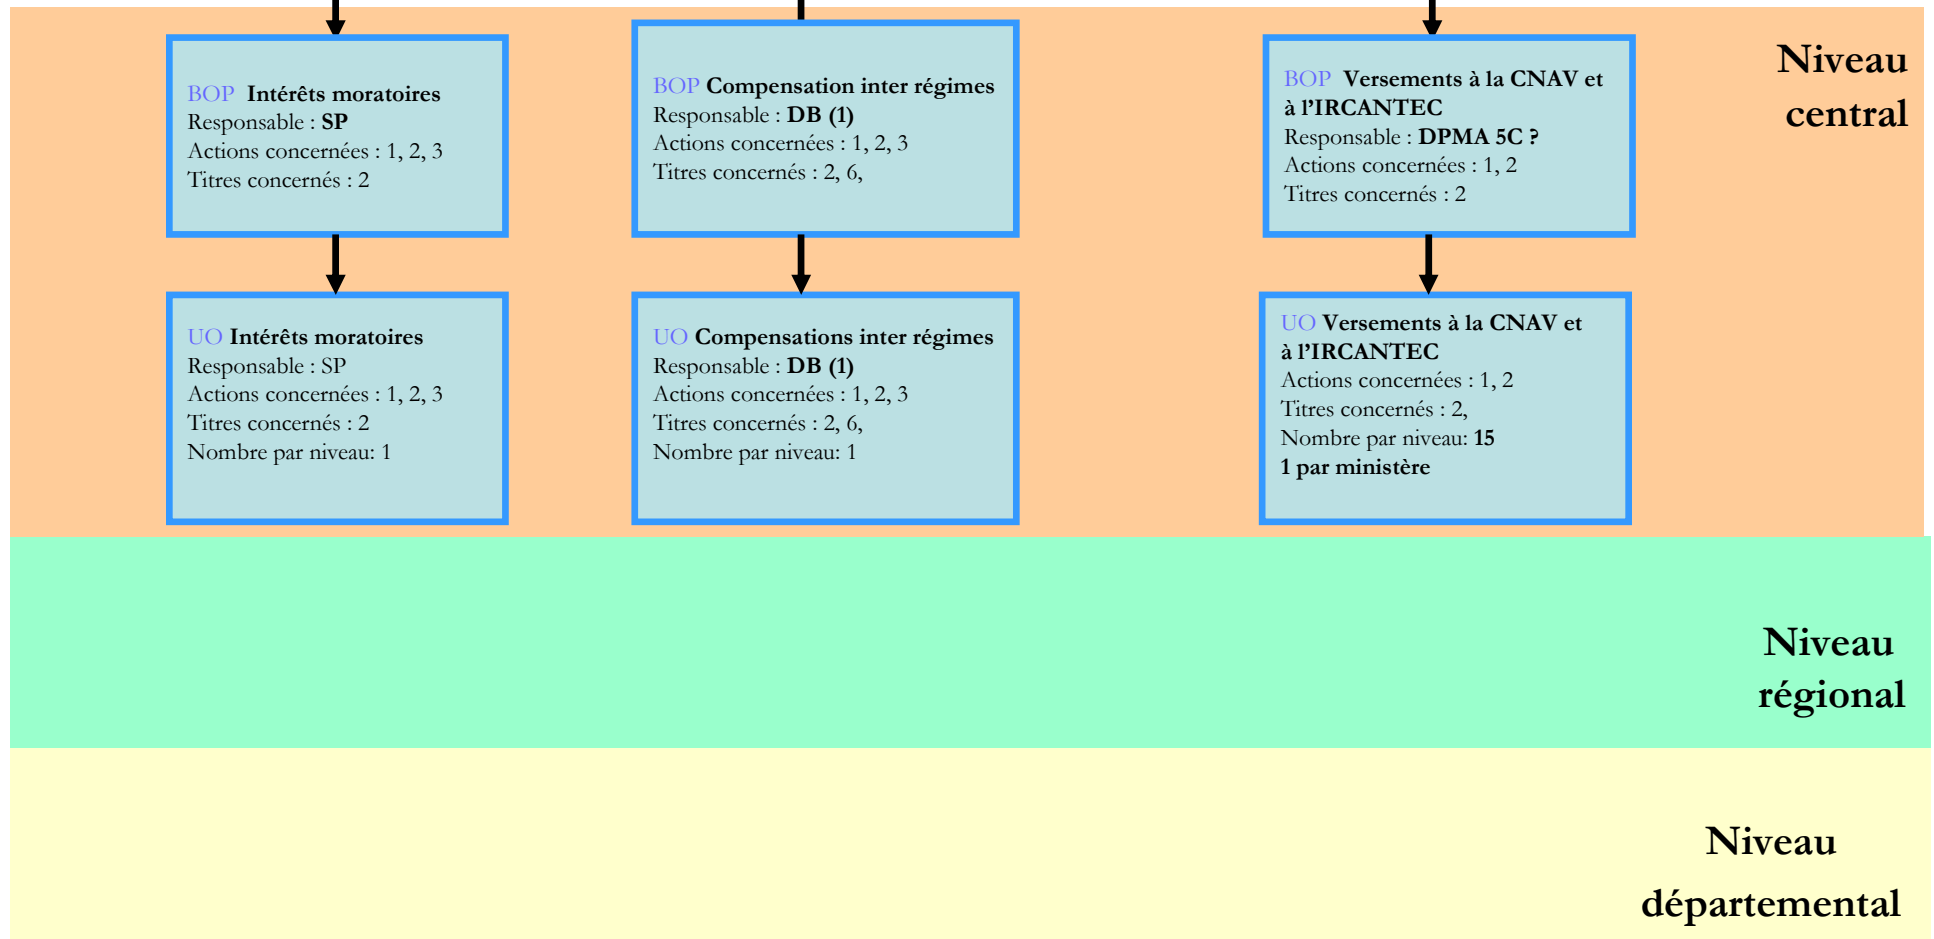 Niveau
central
BOP Intérêts moratoires
Responsable : SP
Actions concernées : 1, 2, 3
Titres concernés : 2
BOP Compensation inter régimes
Responsable : DB (1)
Actions concernées : 1, 2, 3
Titres concernés : 2, 6,
BOP Versements à la CNAV et
à l’IRCANTEC
Responsable : DPMA 5C ?
Actions concernées : 1, 2
Titres concernés : 2
UO Intérêts moratoires
Responsable : SP
Actions concernées : 1, 2, 3
Titres concernés : 2
Nombre par niveau: 1
UO Compensations inter régimes
Responsable : DB (1)
Actions concernées : 1, 2, 3
Titres concernés : 2, 6,
Nombre par niveau: 1
UO Versements à la CNAV et
à l’IRCANTEC
Actions concernées : 1, 2
Titres concernés : 2,
Nombre par niveau: 15
1 par ministère
Niveau
régional
Niveau
départemental